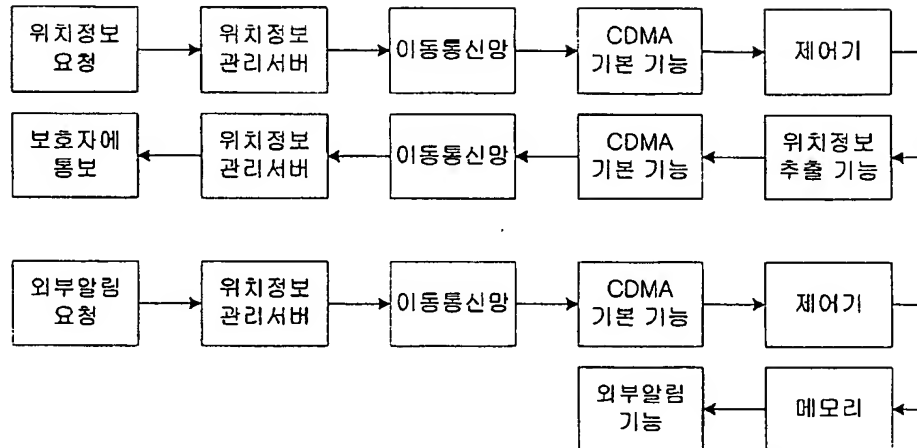 위치정보
요청
위치정보
관리서버
이동통신망
CDMA
기본 기능
제어기
보호자에
통보
위치정보
관리서버
이동통신망
CDMA
기본 기능
위치정보
추출 기능
외부알림
요청
위치정보
관리서버
이동통신망
CDMA
기본 기능
제어기
외부알림
기능
메모리